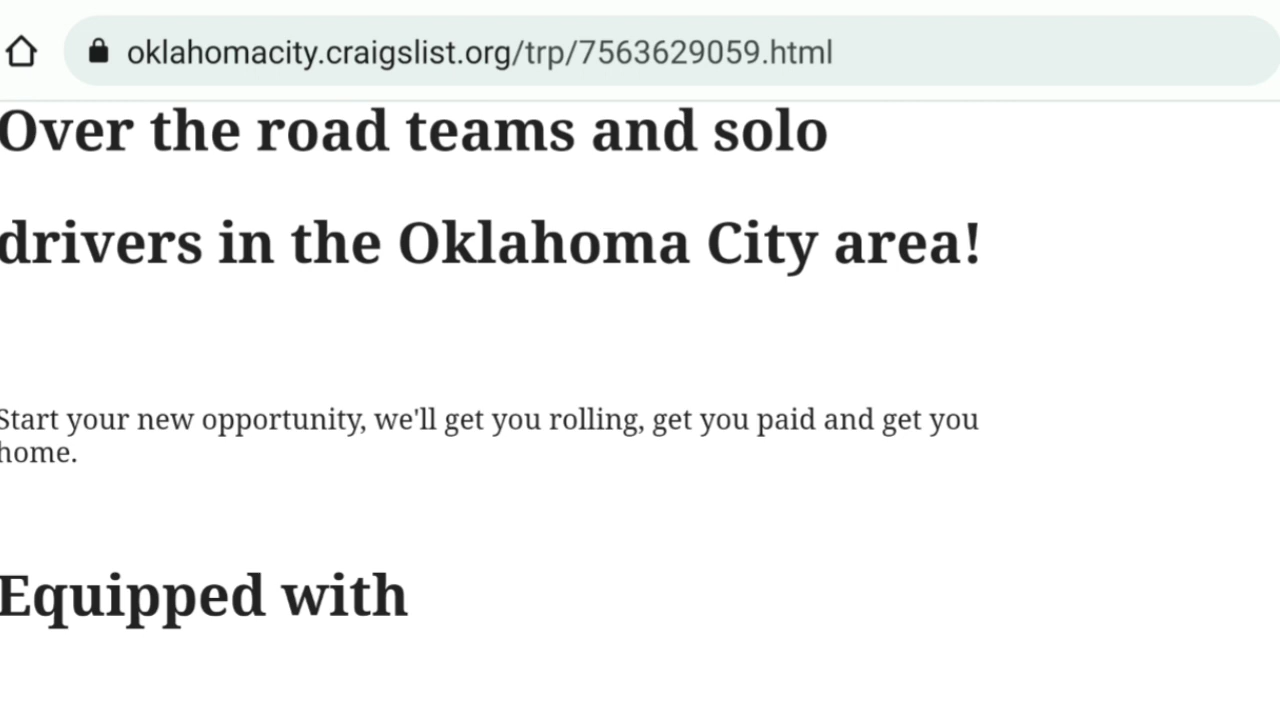 oklahomacity.craigslist.org/trp/7563629059.html
Over the road teams and solo
drivers in the Oklahoma City area!
Start your new opportunity, we'll get you rolling, get you paid and get you
home.
Equipped with